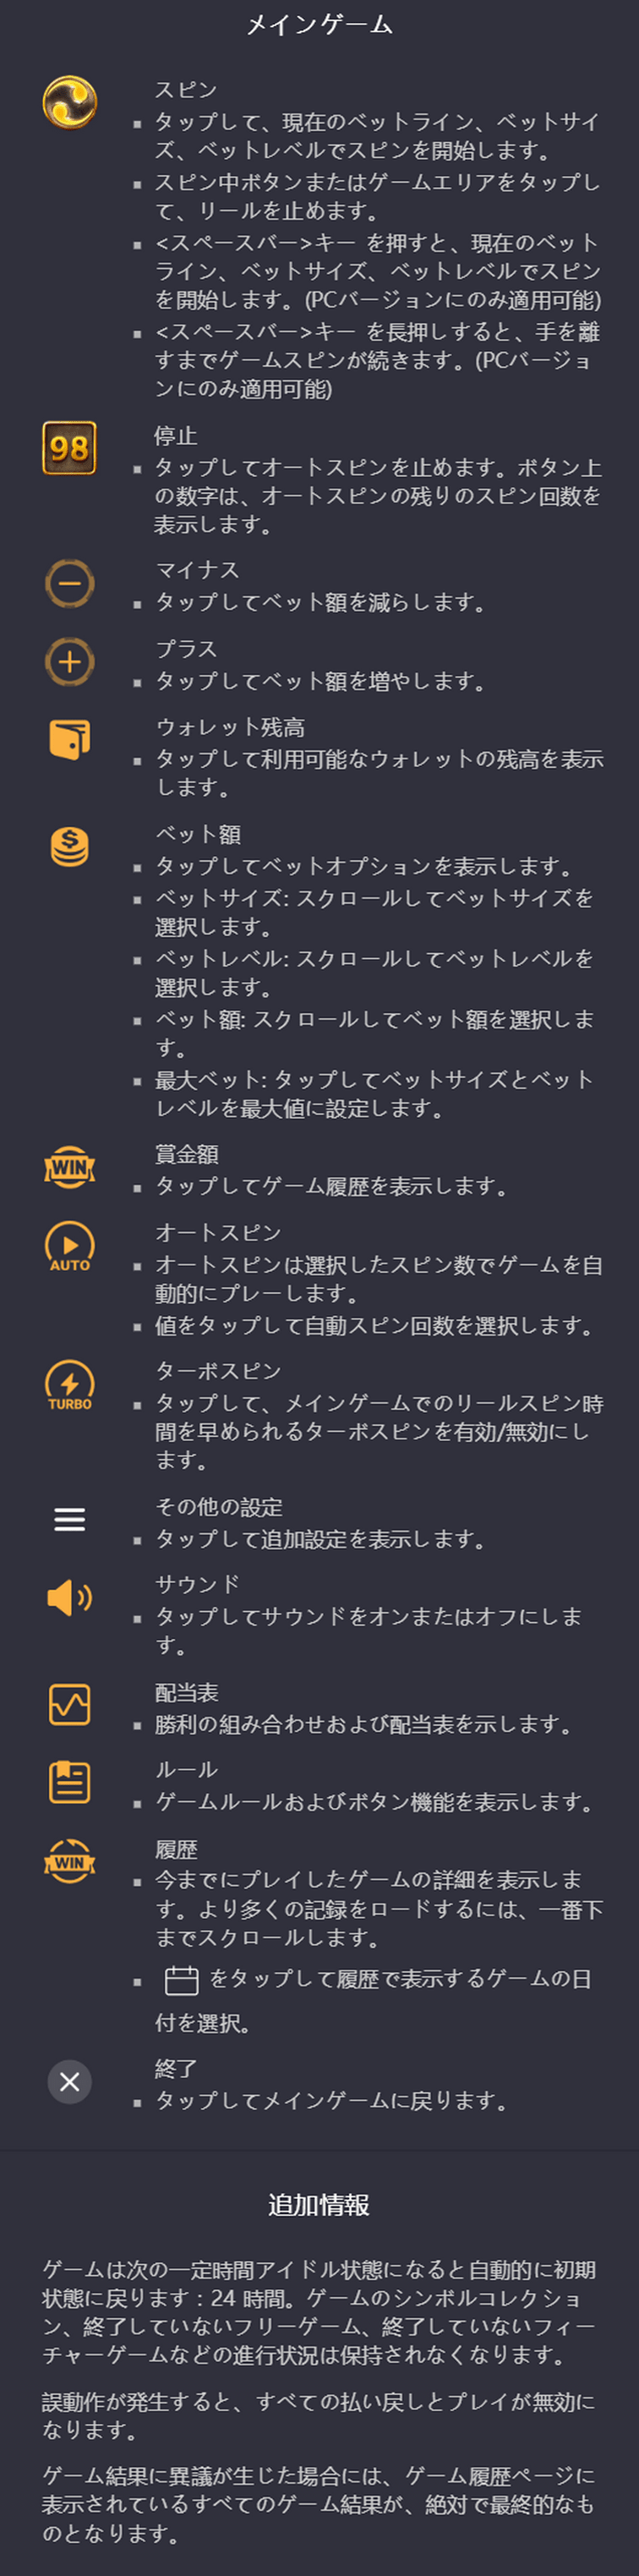 メインゲーム
スピン
▪ タップして、現在のベットライン、ベットサイ
ズ、ベットレベルでスピンを開始します。
▪ スピン中ボタンまたはゲームエリアをタップし
て、リールを止めます。
▪ <スペースバー>キー を押すと、現在のベット
ライン、ベットサイズ、ベットレベルでスピン
を開始します。(PCバージョンにのみ適用可能)
▪ <スペースバー>キー を長押しすると、手を離
すまでゲームスピンが続きます。(PCバージョ
ンにのみ適用可能)
98
停止
▪ タップしてオートスピンを止めます。ボタン上
の数字は、オートスピンの残りのスピン回数を
表示します。
マイナス
▪ タップしてベット額を減らします。
プラス
▪ タップしてベット額を増やします。
ウォレット残高
▪ タップして利用可能なウォレットの残高を表示
します。
ベット額
▪ タップしてベットオプションを表示します。
▪ ベットサイズ: スクロールしてベットサイズを
選択します。
▪ ベットレベル: スクロールしてベットレベルを
選択します。
▪ ベット額: スクロールしてベット額を選択しま
す。
▪ 最大ベット: タップしてベットサイズとベット
レベルを最大値に設定します。
WIN
賞金額
▪ タップしてゲーム履歴を表示します。
AUTO
オートスピン
▪ オートスピンは選択したスピン数でゲームを自
動的にプレーします。
▪ 値をタップして自動スピン回数を選択します。
TURBO
ターボスピン
▪ タップして、メインゲームでのリールスピン時
間を早められるターボスピンを有効/無効にし
ます。
その他の設定
▪ タップして追加設定を表示します。
サウンド
▪ タップしてサウンドをオンまたはオフにしま
す。
配当表
▪ 勝利の組み合わせおよび配当表を示します。
ルール
▪ ゲームルールおよびボタン機能を表示します。
WIN
履歴
▪ 今までにプレイしたゲームの詳細を表示しま
す。より多くの記録をロードするには、一番下
までスクロールします。
▪ をタップして履歴で表示するゲームの日
付を選択。
終了
▪ タップしてメインゲームに戻ります。
追加情報
ゲームは次の一定時間アイドル状態になると自動的に初期
状態に戻ります : 24 時間。ゲームのシンボルコレクショ
ン、終了していないフリーゲーム、終了していないフィー
チャーゲームなどの進行状況は保持されなくなります。
誤動作が発生すると、すべての払い戻しとプレイが無効に
なります。
ゲーム結果に異議が生じた場合には、ゲーム履歴ページに
表示されているすべてのゲーム結果が、絶対で最終的なも
のとなります。